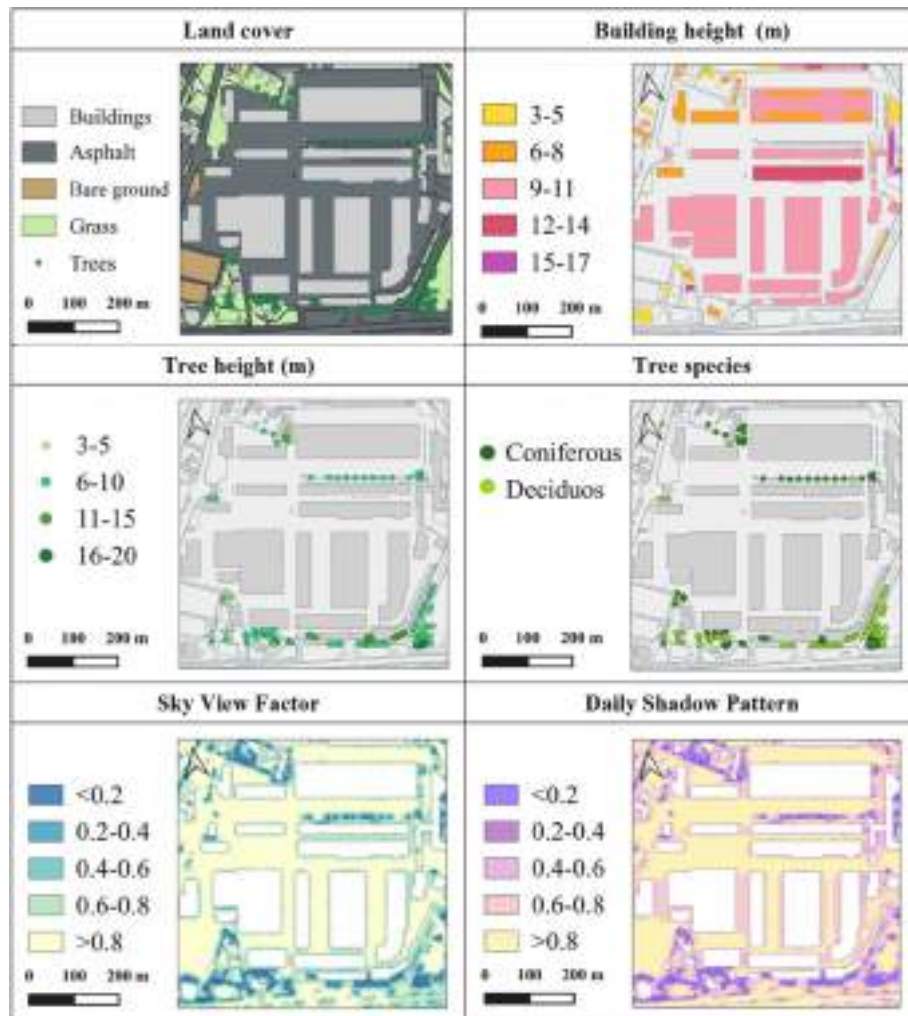 Land cover
Building height (m)
Buildings
Asphalt
Bare ground
Grass
Trees
0 100 200 m
3-5
6-8
9-11
12-14
15-17
0 100 200 m
Tree height (m)
Tree species
3-5
6-10
11-15
16-20
0 100 200 m
Coniferous
Deciduos
0 100 200 m
Sky View Factor
Daily Shadow Pattern
<0.2
0.2-0.4
0.4-0.6
0.6-0.8
>0.8
0 100 200 m
<0.2
0.2-0.4
0.4-0.6
0.6-0.8
>0.8
0 100 200 m